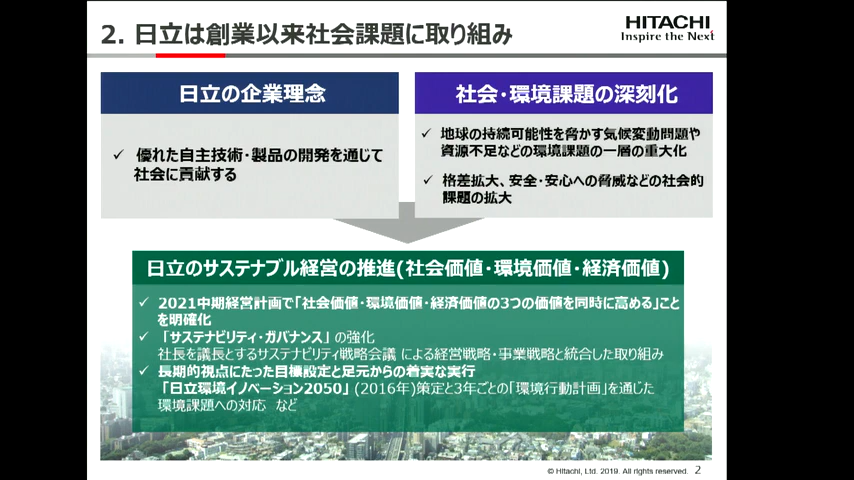 2. 日立は創業以来社会課題に取り組み
HITACHI
Inspire the Next
日立の企業理念
✓ 優れた自主技術・製品の開発を通じて
社会に貢献する
社会・環境課題の深刻化
✓ 地球の持続可能性を脅かす気候変動問題や
資源不足などの環境課題の一層の重大化
✓ 格差拡大、安全・安心への脅威などの社会的
課題の拡大
日立のサステナブル経営の推進(社会価値・環境価値・経済価値)
✓ 2021中期経営計画で「社会価値・環境価値・経済価値の3つの価値を同時に高める」こと
を明確化
✓ 「サステナビリティ・ガバナンス」の強化
社長を議長とするサステナビリティ戦略会議 による経営戦略・事業戦略と統合した取り組み
✓ 長期的視点にたった目標設定と足元からの着実な実行
「日立環境イノベーション2050」 (2016年)策定と3年ごとの「環境行動計画」を通じた
環境課題への対応 など
© Hitachi, Ltd. 2019. All rights reserved. 2